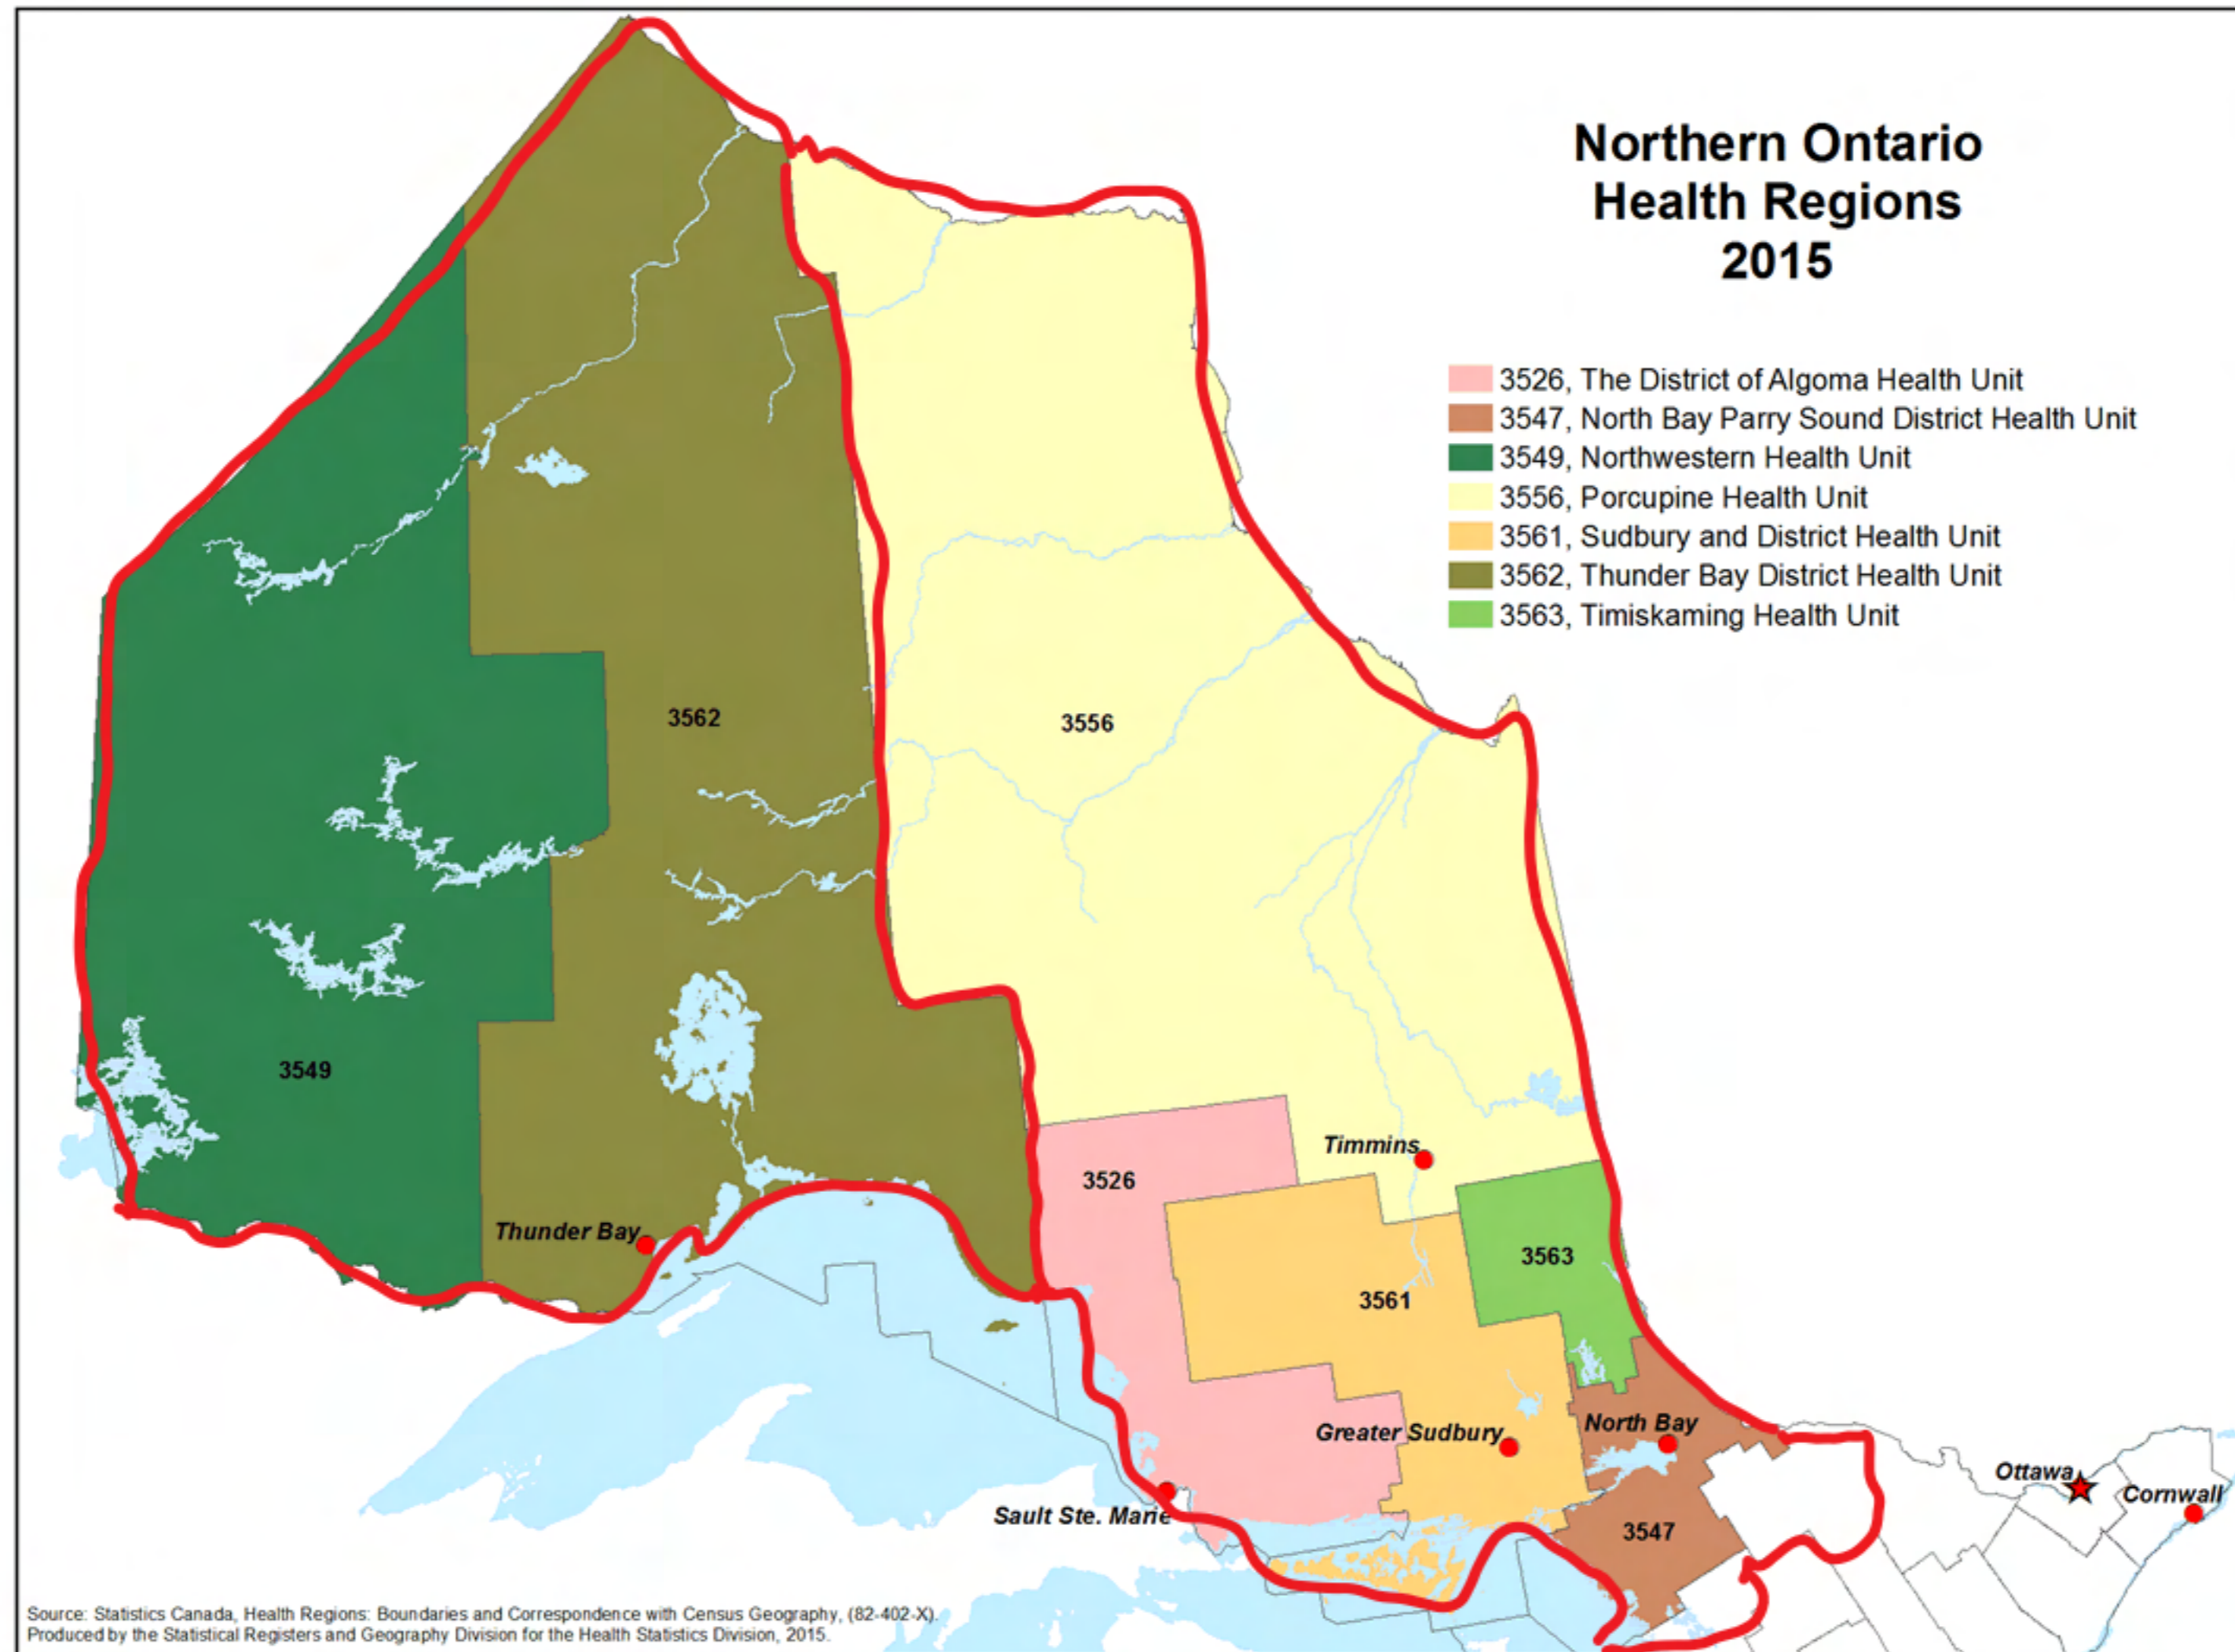 Northern Ontario
Health Regions
2015
3526, The District of Algoma Health Unit
3547, North Bay Parry Sound District Health Unit
3549, Northwestern Health Unit
3556, Porcupine Health Unit
3561, Sudbury and District Health Unit
3562, Thunder Bay District Health Unit
3563, Timiskaming Health Unit
3562
3556
3549
Timmins
3526
Thunder Bay
3563
3561
North Bay
Greater Sudbury
Ottawa
Cornwall
Sault Ste. Marie
3547
Source: Statistics Canada, Health Regions: Boundaries and Correspondence with Census Geography, (82-402-X).
Produced by the Statistical Registers and Geography Division for the Health Statistics Division, 2015.